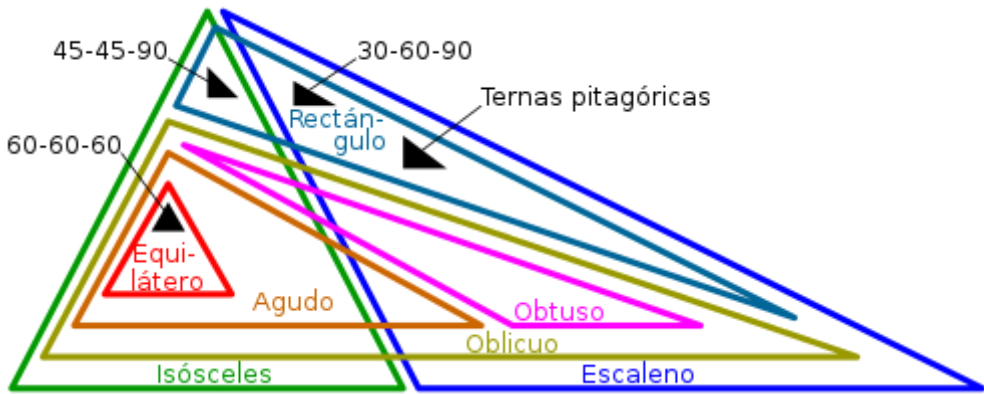 45-45-90
30-60-90
Ternas pitagóricas
Rectán-
gulo
60-60-60
Equi-
látero
Agudo
Obtuso
Oblicuo
Isósceles
Escaleno